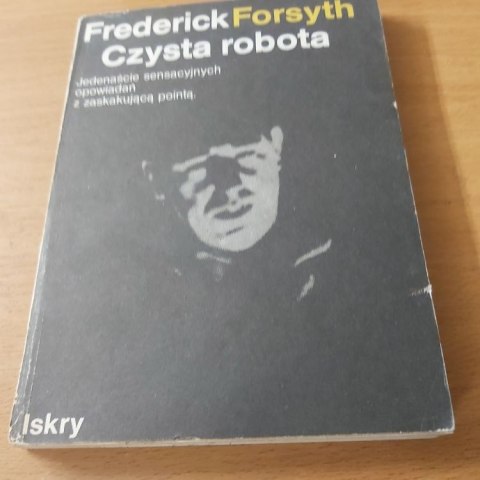 Frederick Forsyth
Czysta robota
Jedenaście sensacyjnych
opowiadań
z zaskakującą pointą.
Iskry